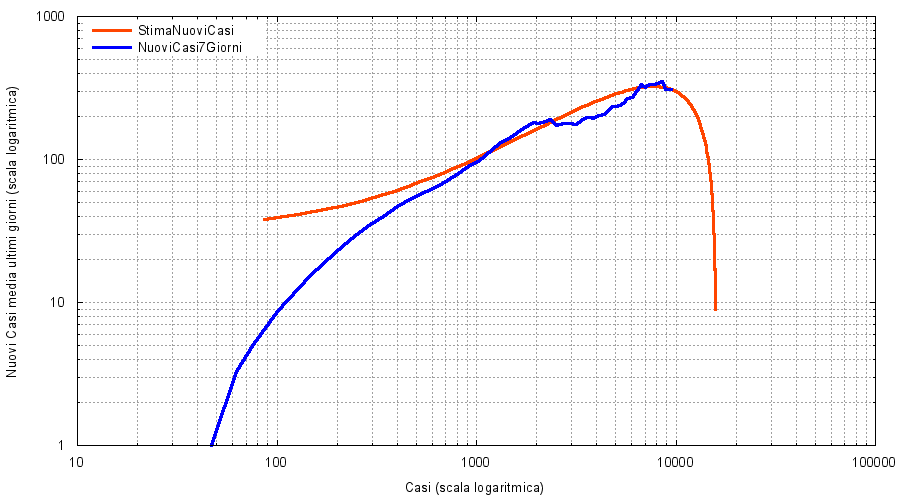 1000
StimaNuoviCasi
NuoviCasi7Giorni
100
10
1
Nuovi Casi media ultimi giorni (scala logaritmica)
10 100 1000 10000 100000
Casi (scala logaritmica)